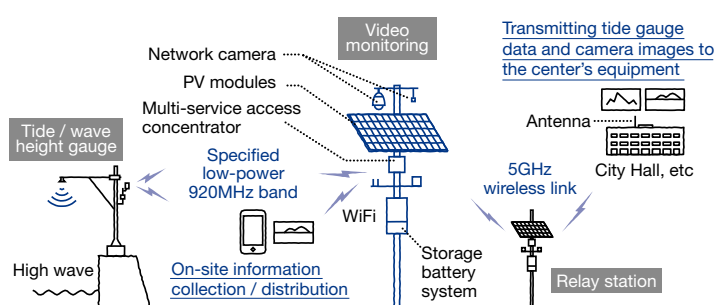 Video
monitoring
Transmitting tide gauge
data and camera images to
the center's equipment
Network camera
PV modules
Multi-service access
concentrator
Antenna
Tide / wave
height gauge
Specified
low-power
920MHz band
5GHz
wireless link
City Hall, etc
WiFi
High wave
On-site information
collection / distribution
Storage
battery
system
Relay station